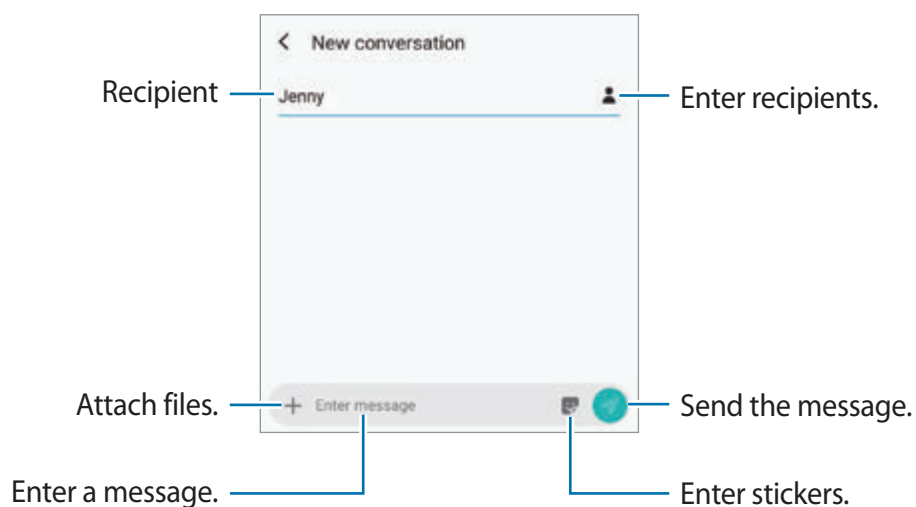 New conversation
Recipient
Jenny
Enter recipients.
Attach files.
Enter message
Send the message.
Enter a message.
Enter stickers.